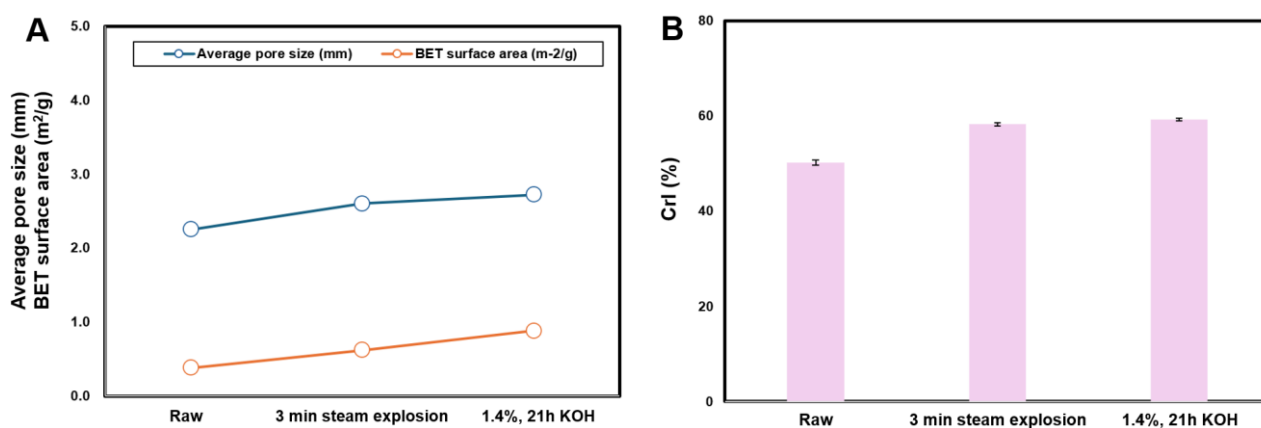 A
Average pore size (mm)
BET surface area (m²/g)
5.0
4.0
3.0
2.0
1.0
0.0
Average pore size (mm) BET surface area (m-2/g)
Raw 3 min steam explosion 1.4%, 21h KOH
B
CrI (%)
80
60
40
20
0
Raw 3 min steam explosion 1.4%, 21h KOH